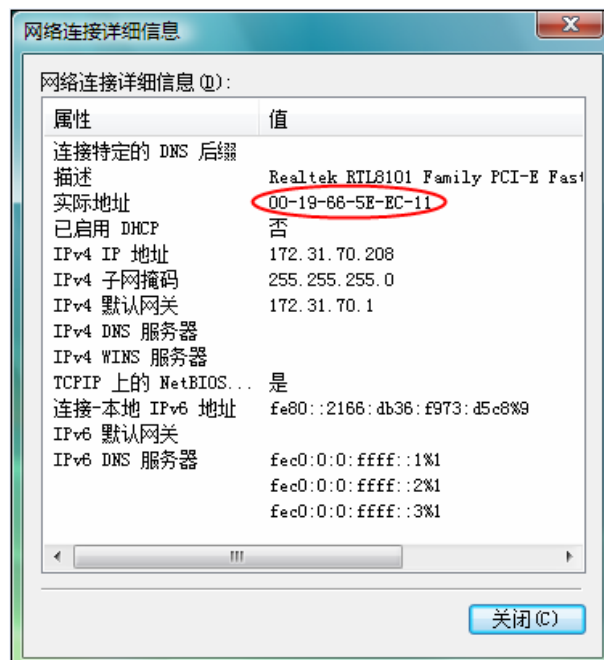 网络连接详细信息
网络连接详细信息(D):
属性 值
连接特定的 DNS 后缀
描述 Realtek RTL8101 Family PCI-E Fast
实际地址 00-19-66-5E-EC-11
已启用 DHCP 否
IPv4 IP 地址 172.31.70.208
IPv4 子网掩码 255.255.255.0
IPv4 默认网关 172.31.70.1
IPv4 DNS 服务器
IPv4 WINS 服务器
TCPIP 上的 NetBIOS... 是
连接-本地 IPv6 地址 fe80::2166:db36:f973:d5c8%9
IPv6 默认网关
IPv6 DNS 服务器 fec0:0:0:ffff::1%1
fec0:0:0:ffff::2%1
fec0:0:0:ffff::3%1
关闭(C)